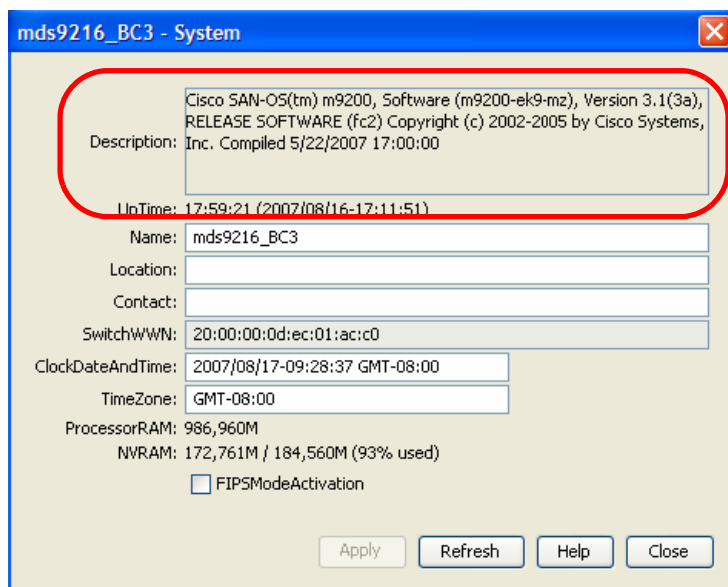 mds9216_BC3 - System
Description: Cisco SAN-OS(tm) m9200, Software (m9200-ek9-mz), Version 3.1(3a),
RELEASE SOFTWARE (fc2) Copyright (c) 2002-2005 by Cisco Systems,
Inc. Compiled 5/22/2007 17:00:00
UpTime: 17:59:21 (2007/08/16-17:11:51)
Name: mds9216_BC3
Location:
Contact:
SwitchWWN: 20:00:00:0d:ec:01:ac:c0
ClockDateAndTime: 2007/08/17-09:28:37 GMT-08:00
TimeZone: GMT-08:00
ProcessorRAM: 986,960M
NVRAM: 172,761M / 184,560M (93% used)
FIPSModeActivation
Apply Refresh Help Close